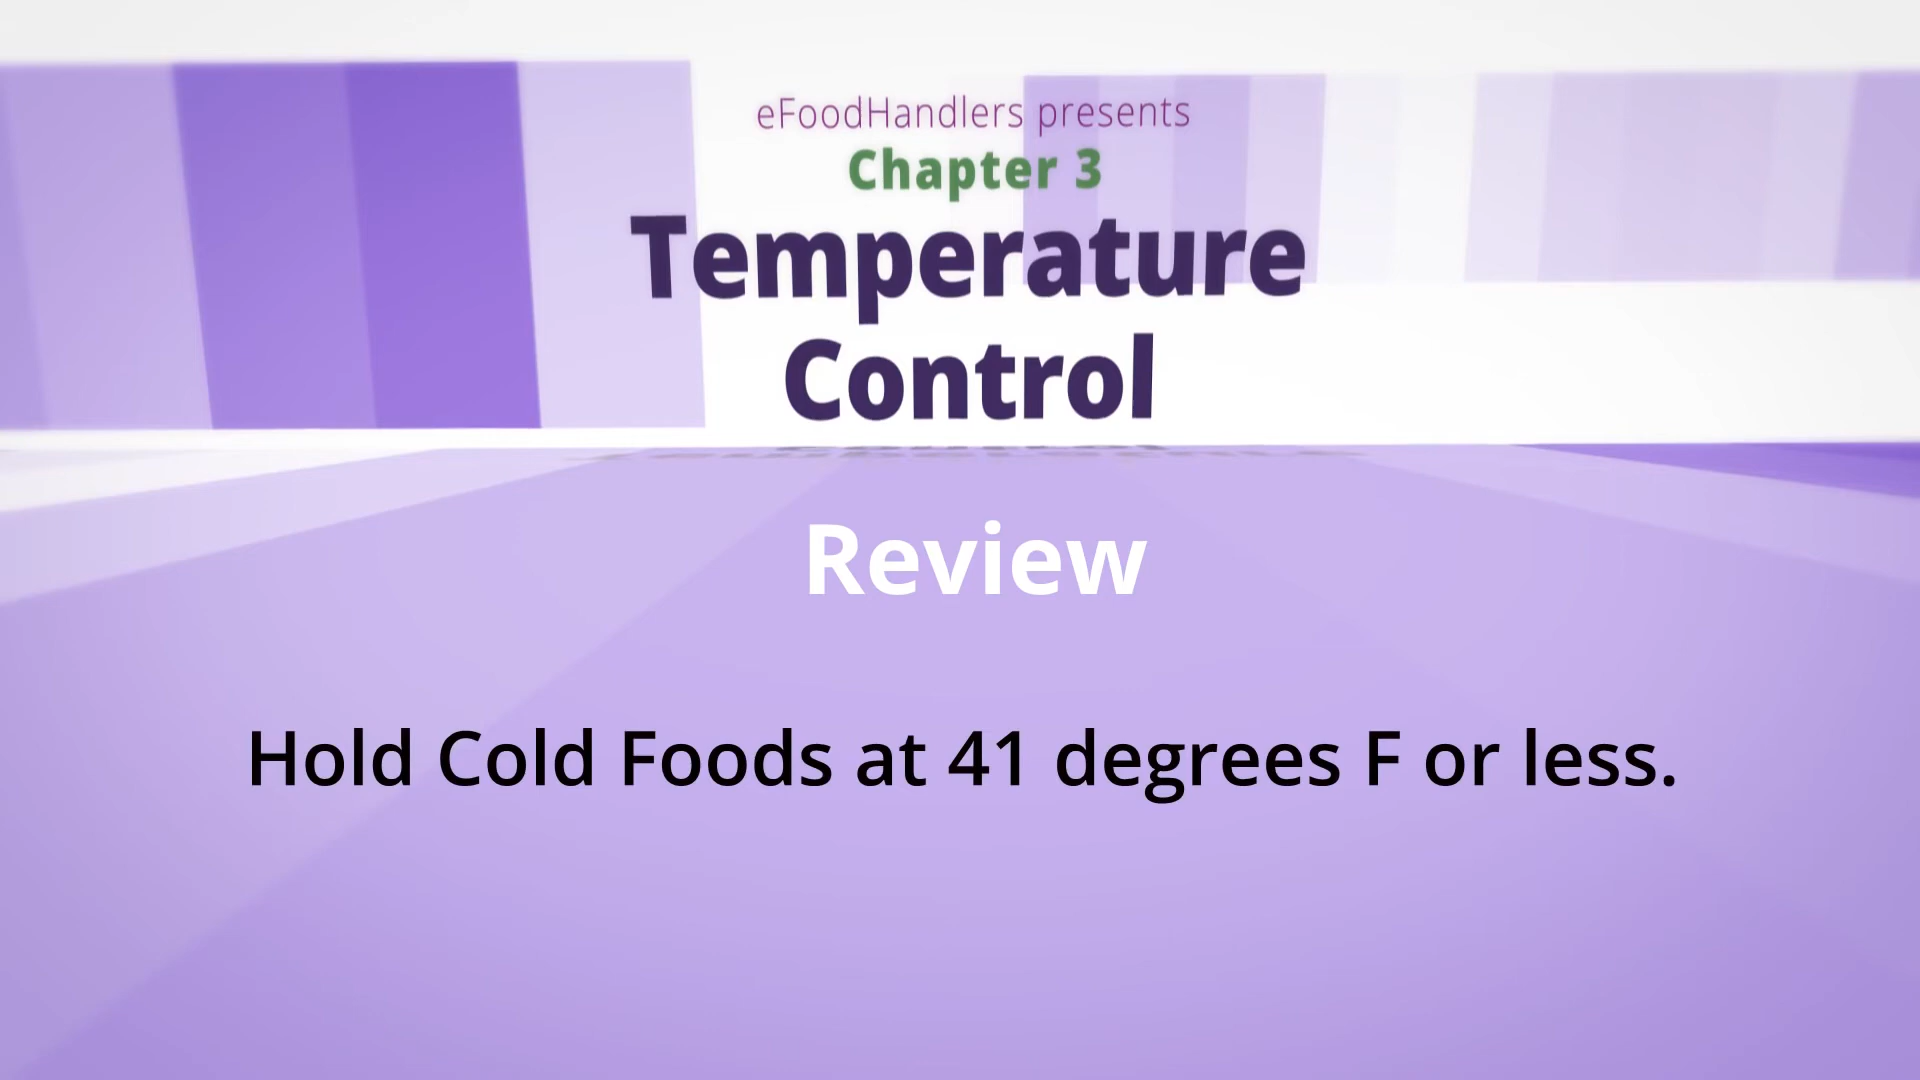 eFoodHandlers presents
Chapter 3
Temperature
Control
Review
Hold Cold Foods at 41 degrees F or less.